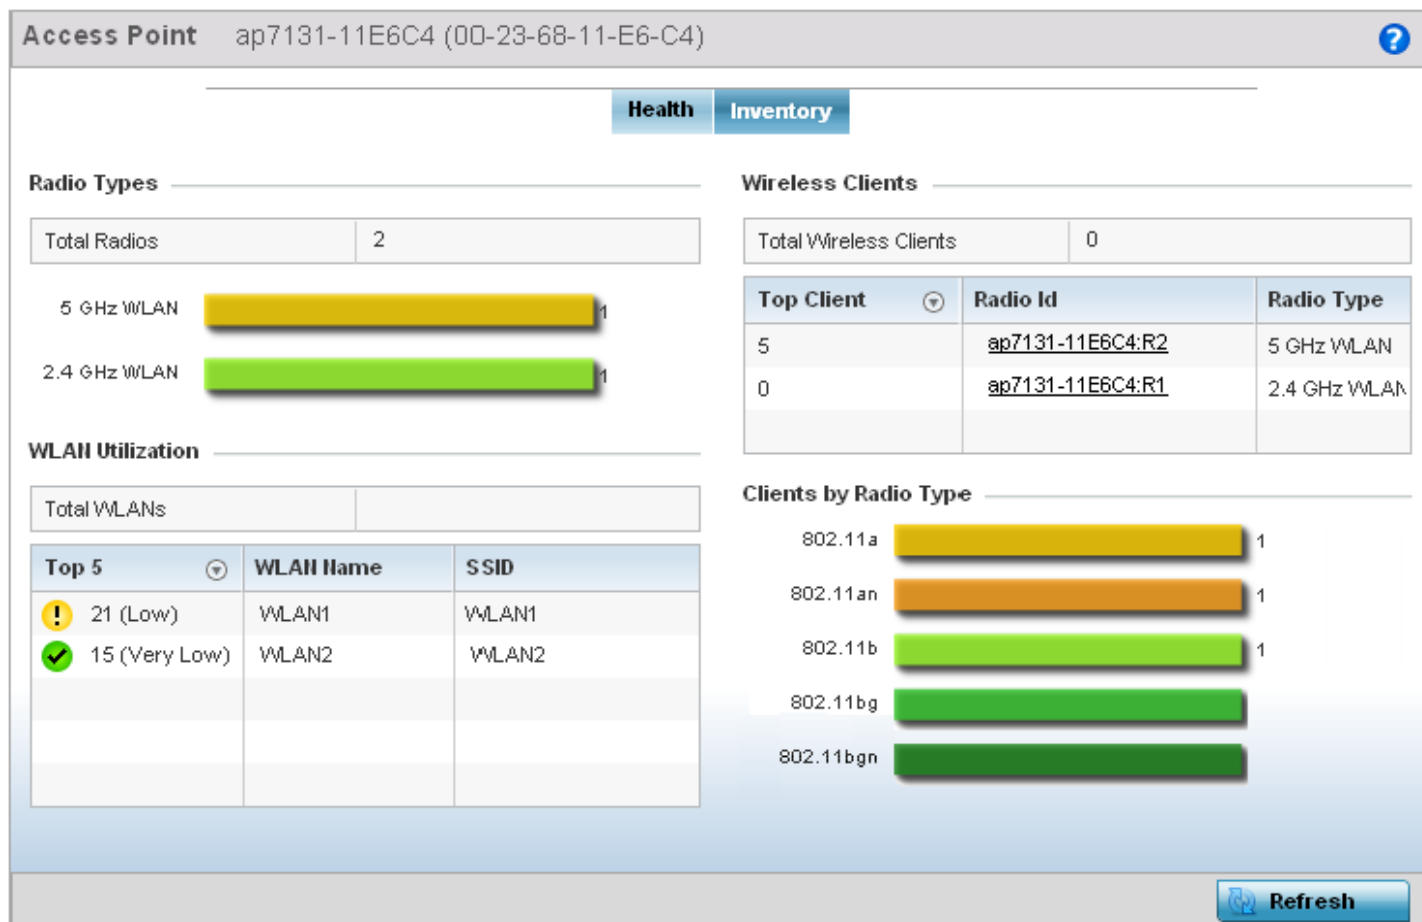 Access Point ap7131-11E6C4 (00-23-68-11-E6-C4)
?
Health Inventory
Radio Types
Total Radios 2
5 GHz WLAN 1
2.4 GHz WLAN 1
WLAN Utilization
Total WLANs
Top 5 WLAN Name SSID
! 21 (Low) WLAN1 WLAN1
15 (Very Low) WLAN2 WLAN2
Wireless Clients
Total Wireless Clients 0
Top Client Radio Id Radio Type
5 ap7131-11E6C4:R2 5 GHz WLAN
0 ap7131-11E6C4:R1 2.4 GHz WLAN
Clients by Radio Type
802.11a 1
802.11an 1
802.11b 1
802.11bg
802.11bgn
Refresh